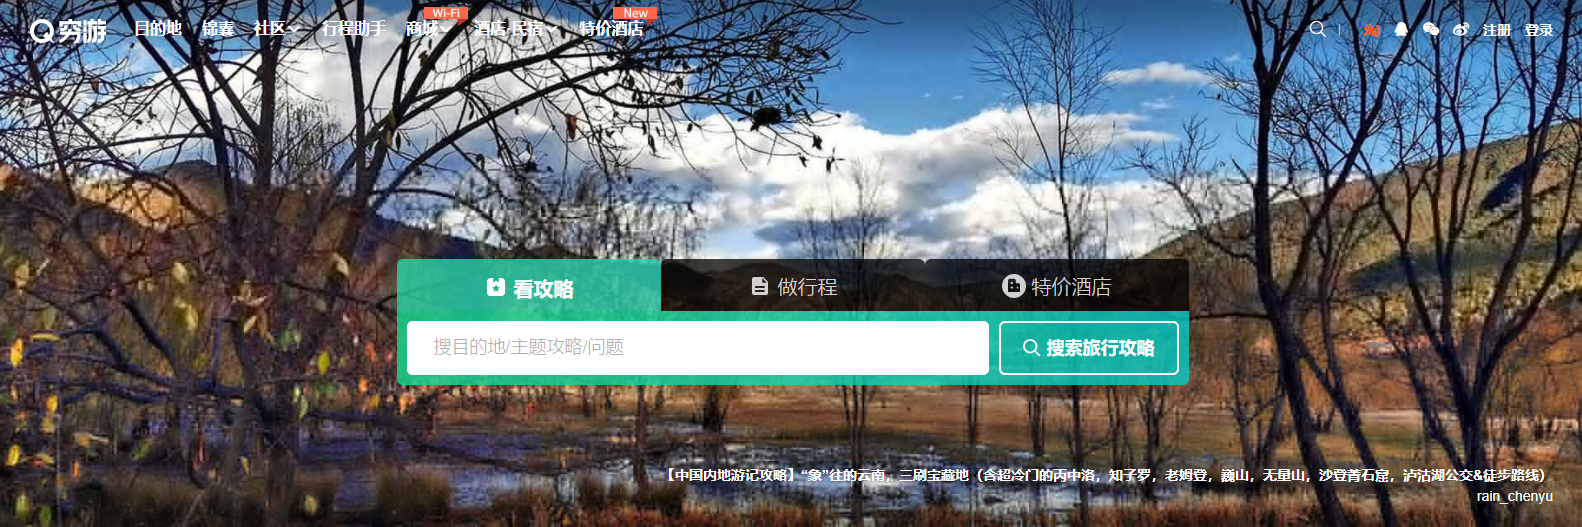 穷游 目的地 锦囊 社区 行程助手 商城 Wi-Fi 酒店·民宿 特价酒店 New 淘 注册 登录
看攻略 做行程 特价酒店
搜目的地/主题攻略/问题 搜索旅行攻略
【中国内地游记攻略】“象”往的云南，三刷宝藏地（含超冷门的丙中洛，知子罗，老姆登，巍山，无量山，沙登菁石窟，泸沽湖公交&徒步路线）
rain_chenyu